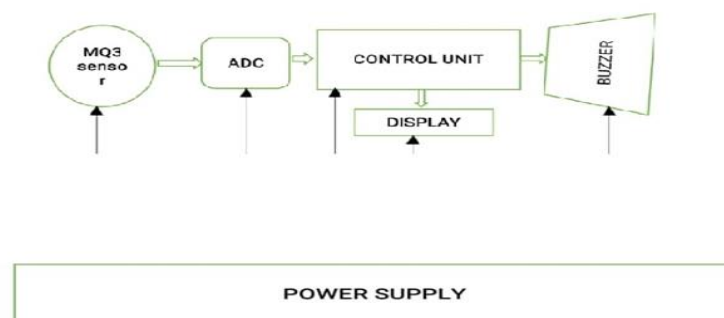 MQ3
senso
r
ADC
CONTROL UNIT
BUZZER
DISPLAY
POWER SUPPLY